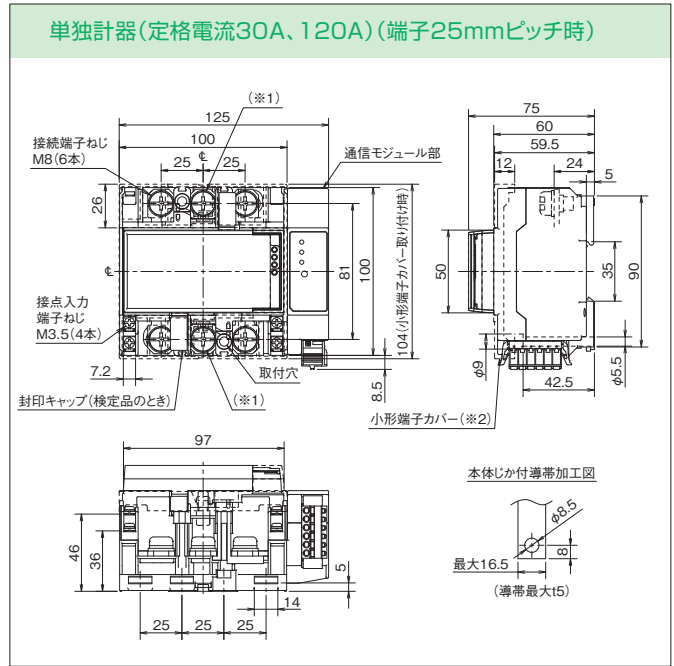 単独計器(定格電流30A、120A)(端子25mmピッチ時)
(※1)
125
100
接続端子ねじ
M8(6本)
25
℄
25
通信モジュール部
26
℄
81
100
104(小形端子カバー取り付け時)
接点入力
端子ねじ
M3.5(4本)
7.2
取付穴
8.5
封印キャップ(検定品のとき)
(※1)
75
60
59.5
12
24
5
50
35
90
φ9
φ5.5
42.5
小形端子カバー(※2)
97
46
36
5
14
25
25
25
本体じか付導帯加工図
φ8.5
8
最大16.5
(導帯最大t5)